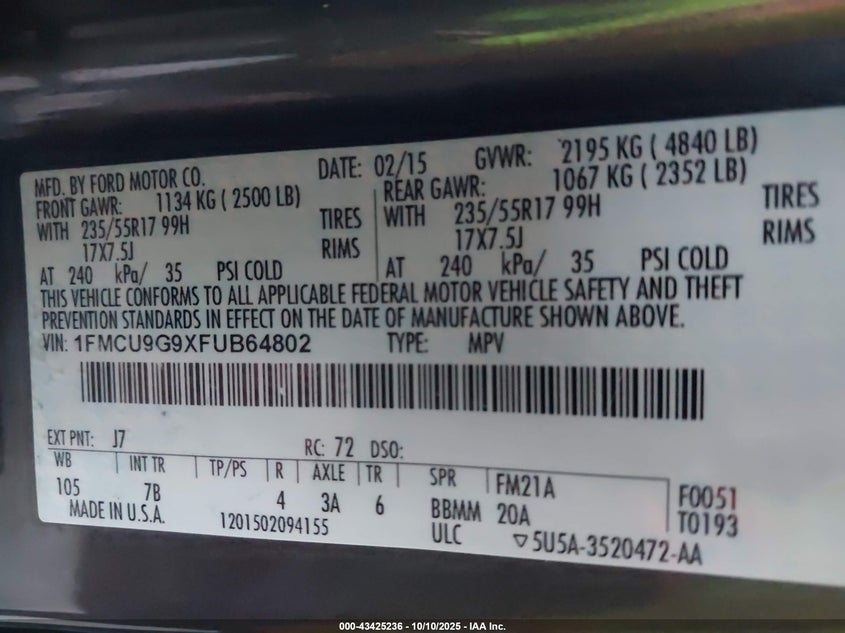 MFD. BY FORD MOTOR CO. DATE: 02/15 GVWR: 2195 KG ( 4840 LB)
FRONT GAWR: 1134 KG ( 2500 LB) REAR GAWR: 1067 KG ( 2352 LB)
WITH 235/55R17 99H TIRES WITH 235/55R17 99H TIRES
17X7.5J RIMS 17X7.5J RIMS
AT 240 kPa/ 35 PSI COLD AT 240 kPa/ 35 PSI COLD
THIS VEHICLE CONFORMS TO ALL APPLICABLE FEDERAL MOTOR VEHICLE SAFETY AND THEFT
PREVENTION STANDARDS IN EFFECT ON THE DATE OF MANUFACTURE SHOWN ABOVE.
VIN: 1FMCU9G9XFUB64802 TYPE: MPV
EXT PNT: J7 RC: 72 DSO:
WB INT TR TP/PS R AXLE TR SPR FM21A F0051
105 7B 4 3A 6 BBMM 20A T0193
MADE IN U.S.A. 1201502094155 ULC ▽5U5A-3520472-AA
000-43425236 - 10/10/2025 - IAA Inc.